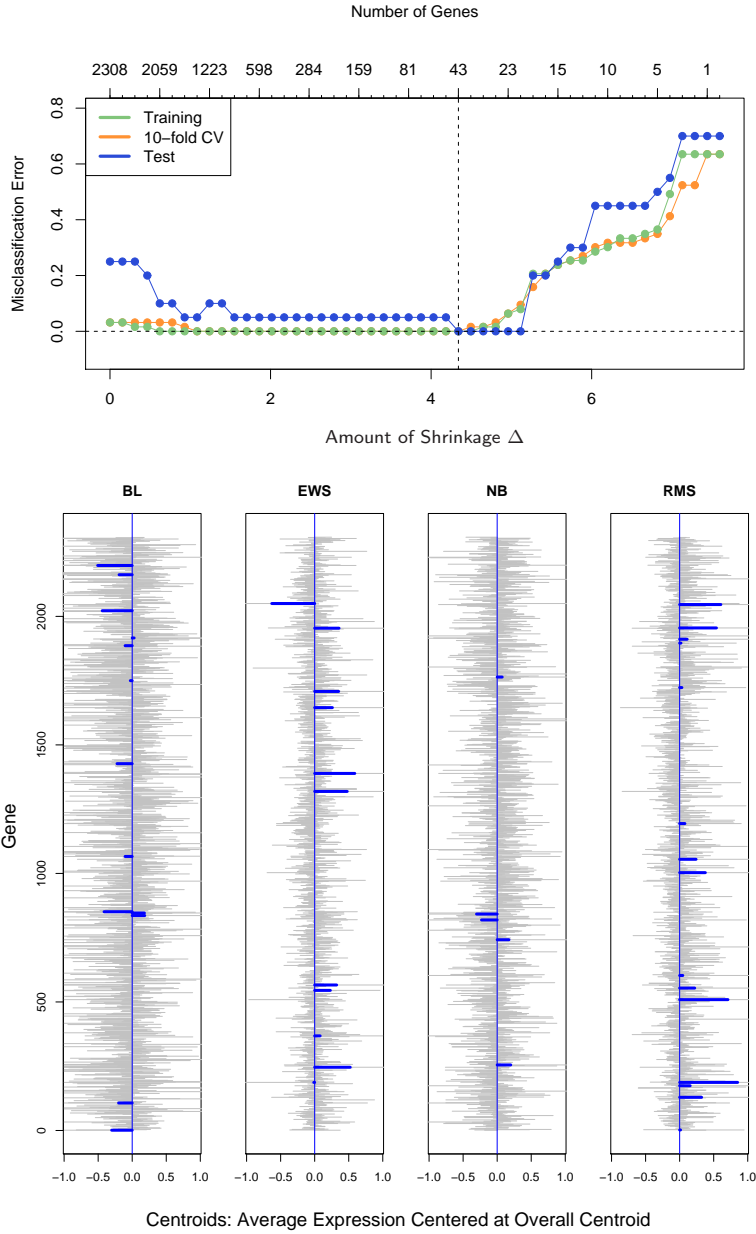 Number of Genes
2308 2059 1223 598 284 159 81 43 23 15 10 5 1
Misclassification Error
0.8
0.6
0.4
0.2
0.0
Training
10−fold CV
Test
0 2 4 6
Amount of Shrinkage Δ
BL EWS NB RMS
Gene
2000
1500
1000
500
0
−1.0 −0.5 0.0 0.5 1.0 −1.0 −0.5 0.0 0.5 1.0 −1.0 −0.5 0.0 0.5 1.0 −1.0 −0.5 0.0 0.5 1.0
Centroids: Average Expression Centered at Overall Centroid